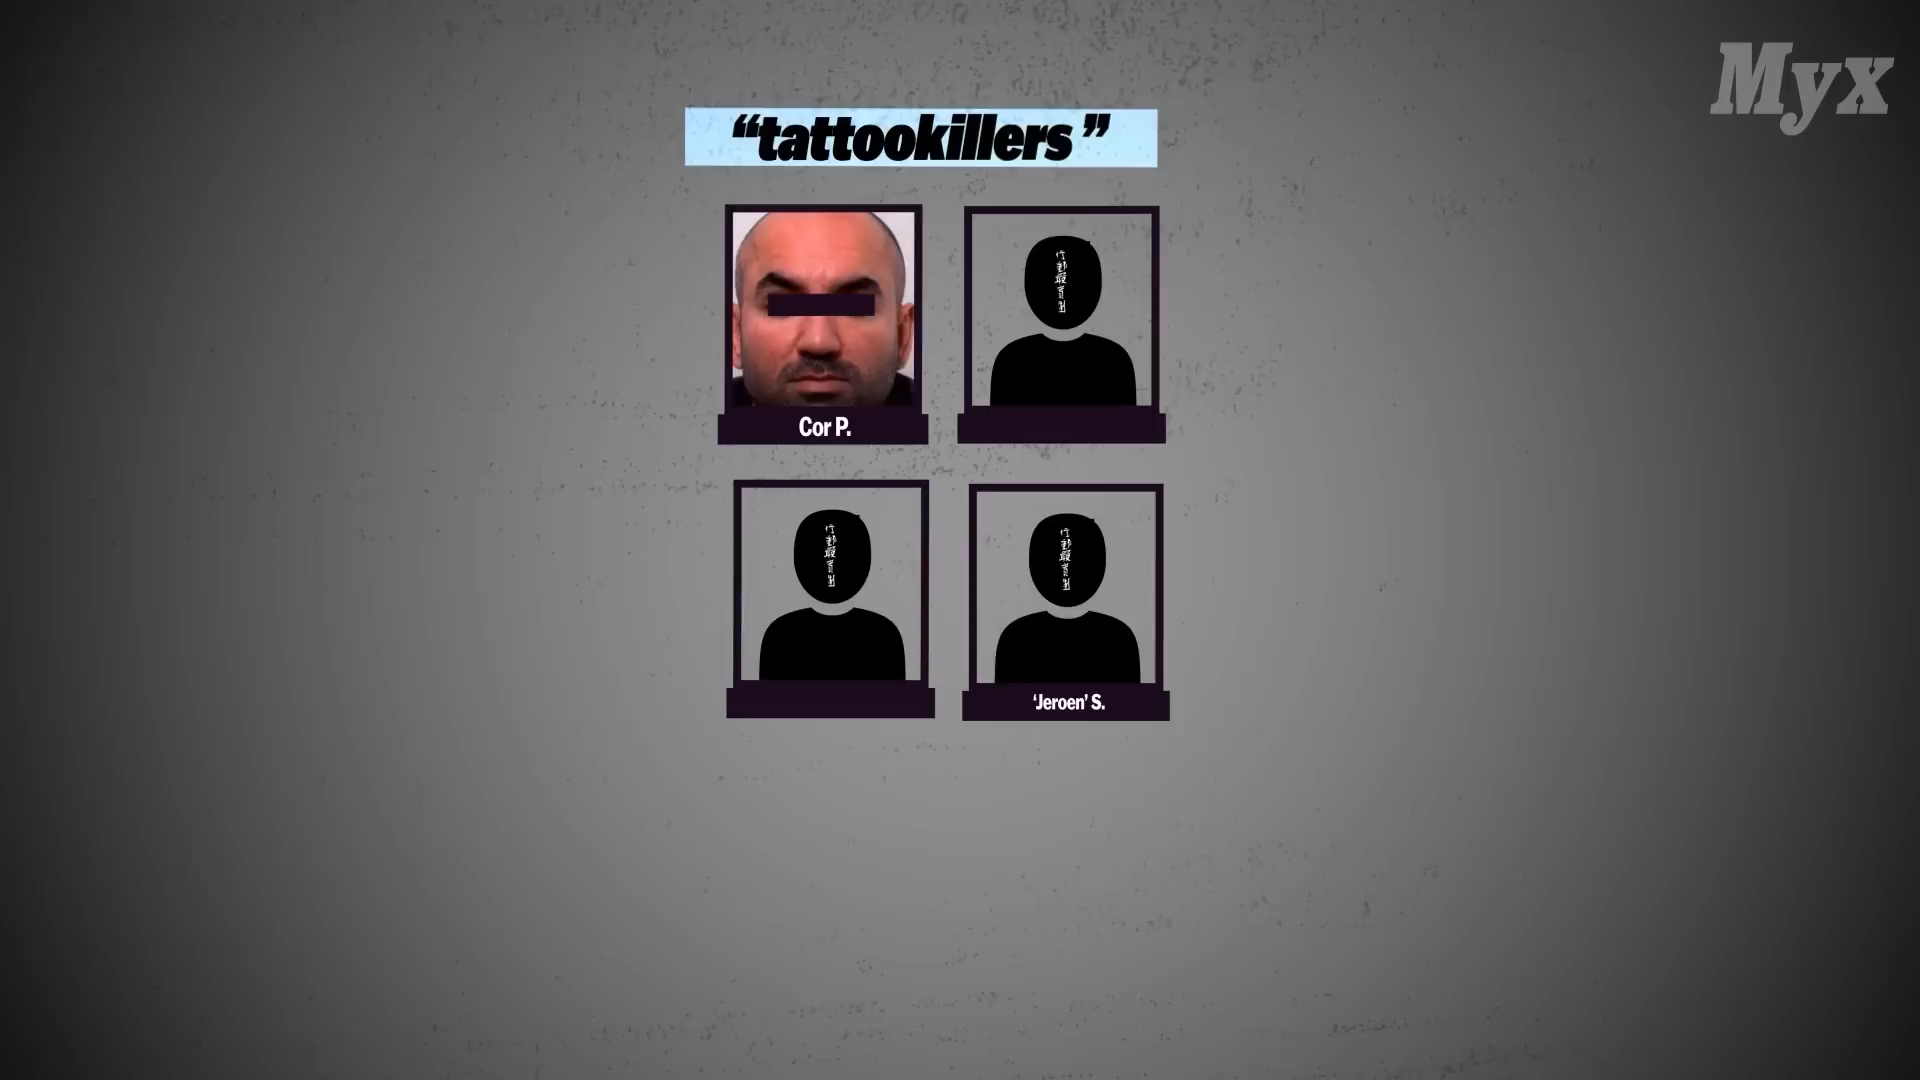 Myx
“tattookillers”
Cor P.
‘Jeroen’ S.